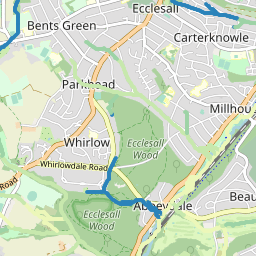 Ecclesall
Bents Green
Carterknowle
Parkhead
Millhou
Whirlow
Ecclesall
Wood
Whirlowdale Road
Road
Abbeydale
Ecclesall
Wood
Beau